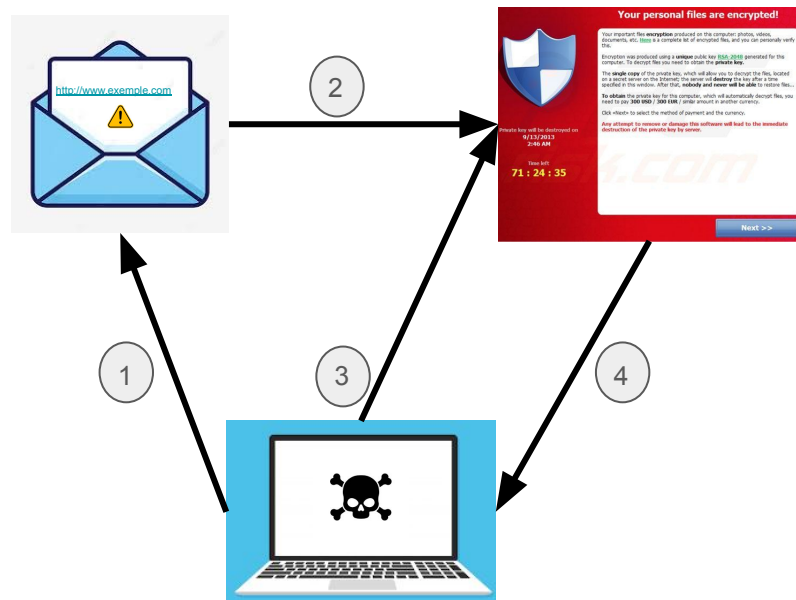 Your personal files are encrypted!
http://www.exemple.com
2
Your important files encryption produced on this computer: photos, videos,
documents, etc. Here is a complete list of encrypted files, and you can personally verify
this.
Encryption was produced using a unique public key RSA-2048 generated for this
computer. To decrypt files you need to obtain the private key.
The single copy of the private key, which will allow you to decrypt the files, located
on a secret server on the Internet; the server will destroy the key after a time
specified in this window. After that, nobody and never will be able to restore files...
To obtain the private key for this computer, which will automatically decrypt files, you
need to pay 300 USD / 300 EUR / similar amount in another currency.
Click «Next» to select the method of payment and the currency.
Any attempt to remove or damage this software will lead to the immediate
destruction of the private key by server.
Private key will be destroyed on
9/13/2013
2:46 AM
Time left
71 : 24 : 35
Next >>
1
3
4